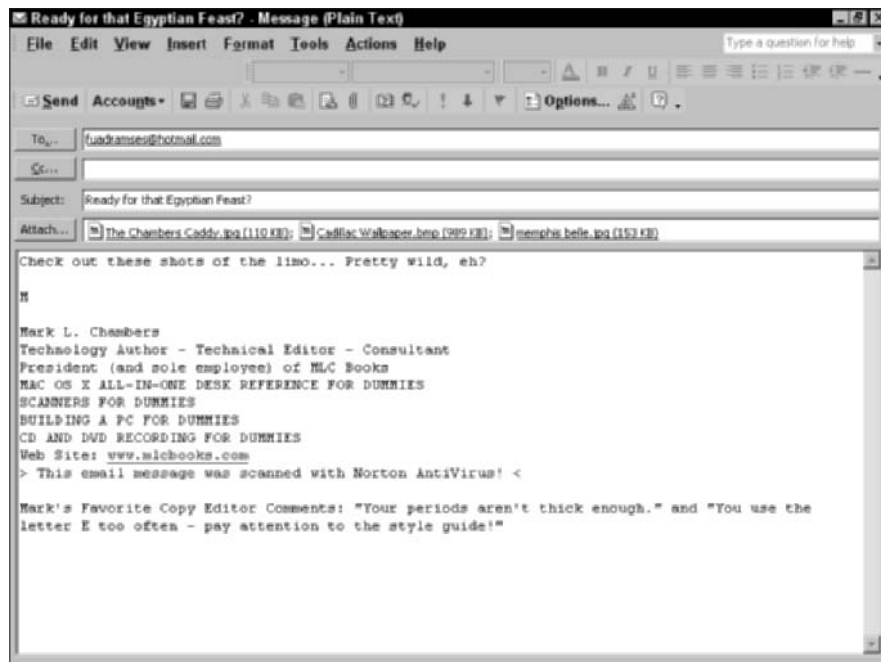 Ready for that Egyptian Feast? - Message (Plain Text)
File Edit View Insert Format Tools Actions Help Type a question for help
Send Accounts Options...
To... fuadramses@hotmail.com
Cc...
Subject: Ready for that Egyptian Feast?
Attach... The Chambers Caddy.jpg (110 KB); Cadillac Wallpaper.bmp (989 KB); memphis belle.jpg (153 KB)
Check out these shots of the limo... Pretty wild, eh?
M
Mark L. Chambers
Technology Author - Technical Editor - Consultant
President (and sole employee) of MLC Books
MAC OS X ALL-IN-ONE DESK REFERENCE FOR DUMMIES
SCANNERS FOR DUMMIES
BUILDING A PC FOR DUMMIES
CD AND DVD RECORDING FOR DUMMIES
Web Site: www.mlcbooks.com
> This email message was scanned with Norton AntiVirus! <
Mark's Favorite Copy Editor Comments: "Your periods aren't thick enough." and "You use the
letter E too often - pay attention to the style guide!"